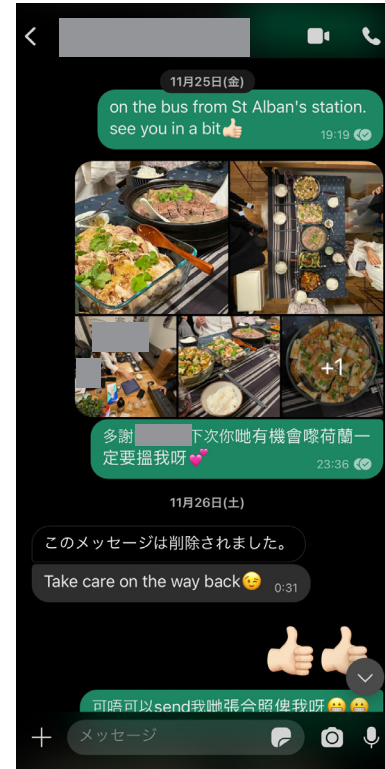 11月25日(金)
on the bus from St Alban's station.
see you in a bit👍🏻
19:19
+1
多謝 下次你哋有機會嚟荷蘭一
定要搵我呀💕
23:36
11月26日(土)
このメッセージは削除されました。
Take care on the way back😉
0:31
👍🏻👍🏻
可唔可以send我哋張合照俾我呀😬😬
メッセージ